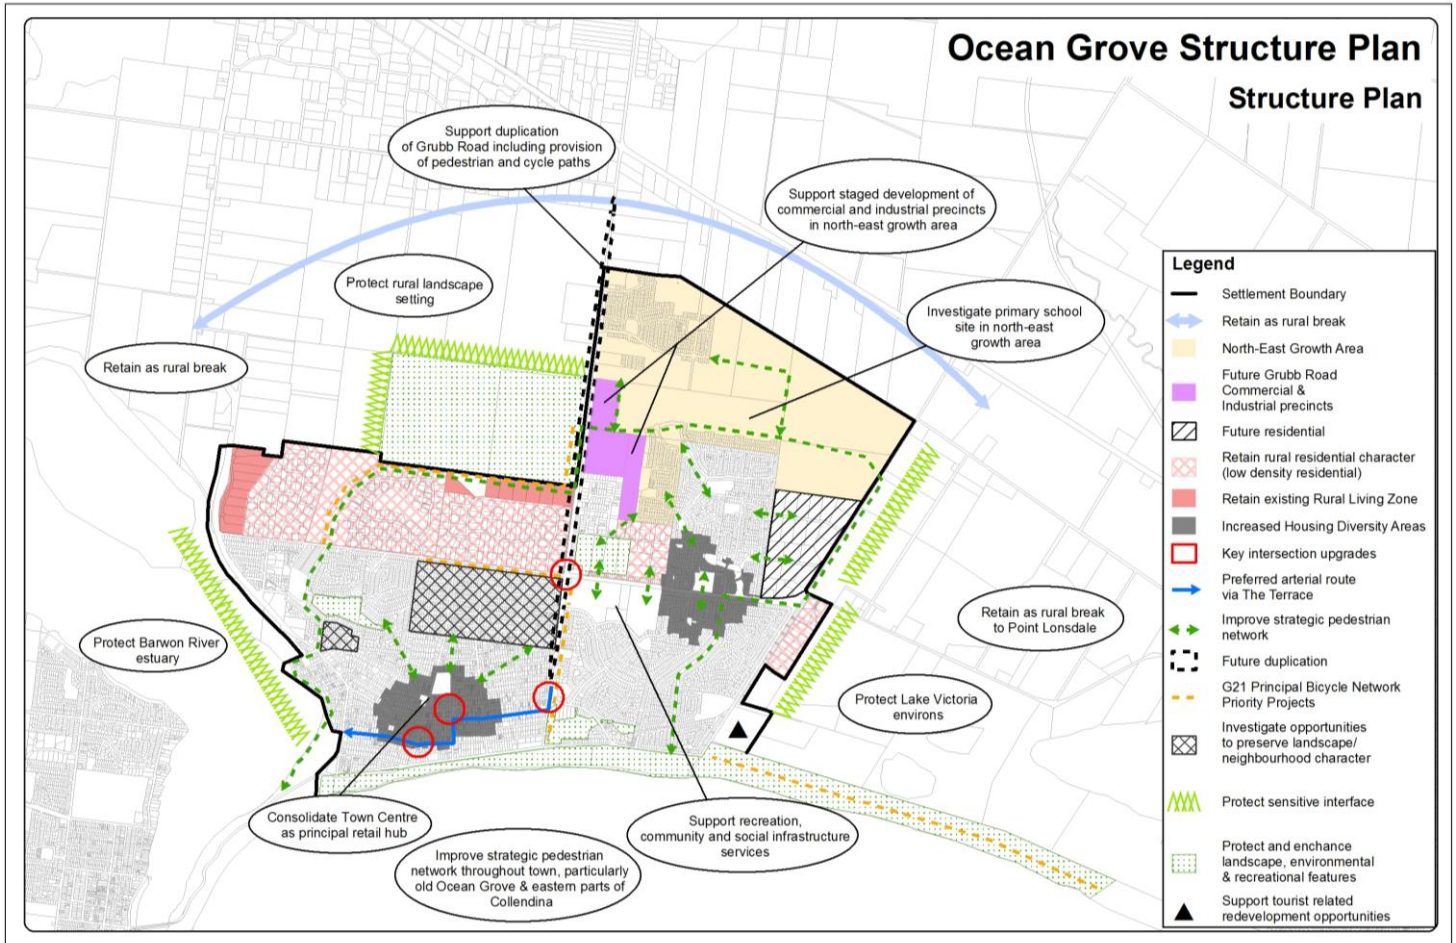 Ocean Grove Structure Plan
Structure Plan
Support duplication
of Grubb Road including provision
of pedestrian and cycle paths
Support staged development of
commercial and industrial precincts
in north-east growth area
Protect rural landscape
setting
Investigate primary school
site in north-east
growth area
Retain as rural break
Protect Barwon River
estuary
Retain as rural break
to Point Lonsdale
Protect Lake Victoria
environs
Consolidate Town Centre
as principal retail hub
Support recreation,
community and social infrastructure
services
Improve strategic pedestrian
network throughout town, particularly
old Ocean Grove & eastern parts of
Collendina
Legend
Settlement Boundary
Retain as rural break
North-East Growth Area
Future Grubb Road
Commercial &
Industrial precincts
Future residential
Retain rural residential character
(low density residential)
Retain existing Rural Living Zone
Increased Housing Diversity Areas
Key intersection upgrades
Preferred arterial route
via The Terrace
Improve strategic pedestrian
network
Future duplication
G21 Principal Bicycle Network
Priority Projects
Investigate opportunities
to preserve landscape/
neighbourhood character
Protect sensitive interface
Protect and enchance
landscape, environmental
& recreational features
Support tourist related
redevelopment opportunities